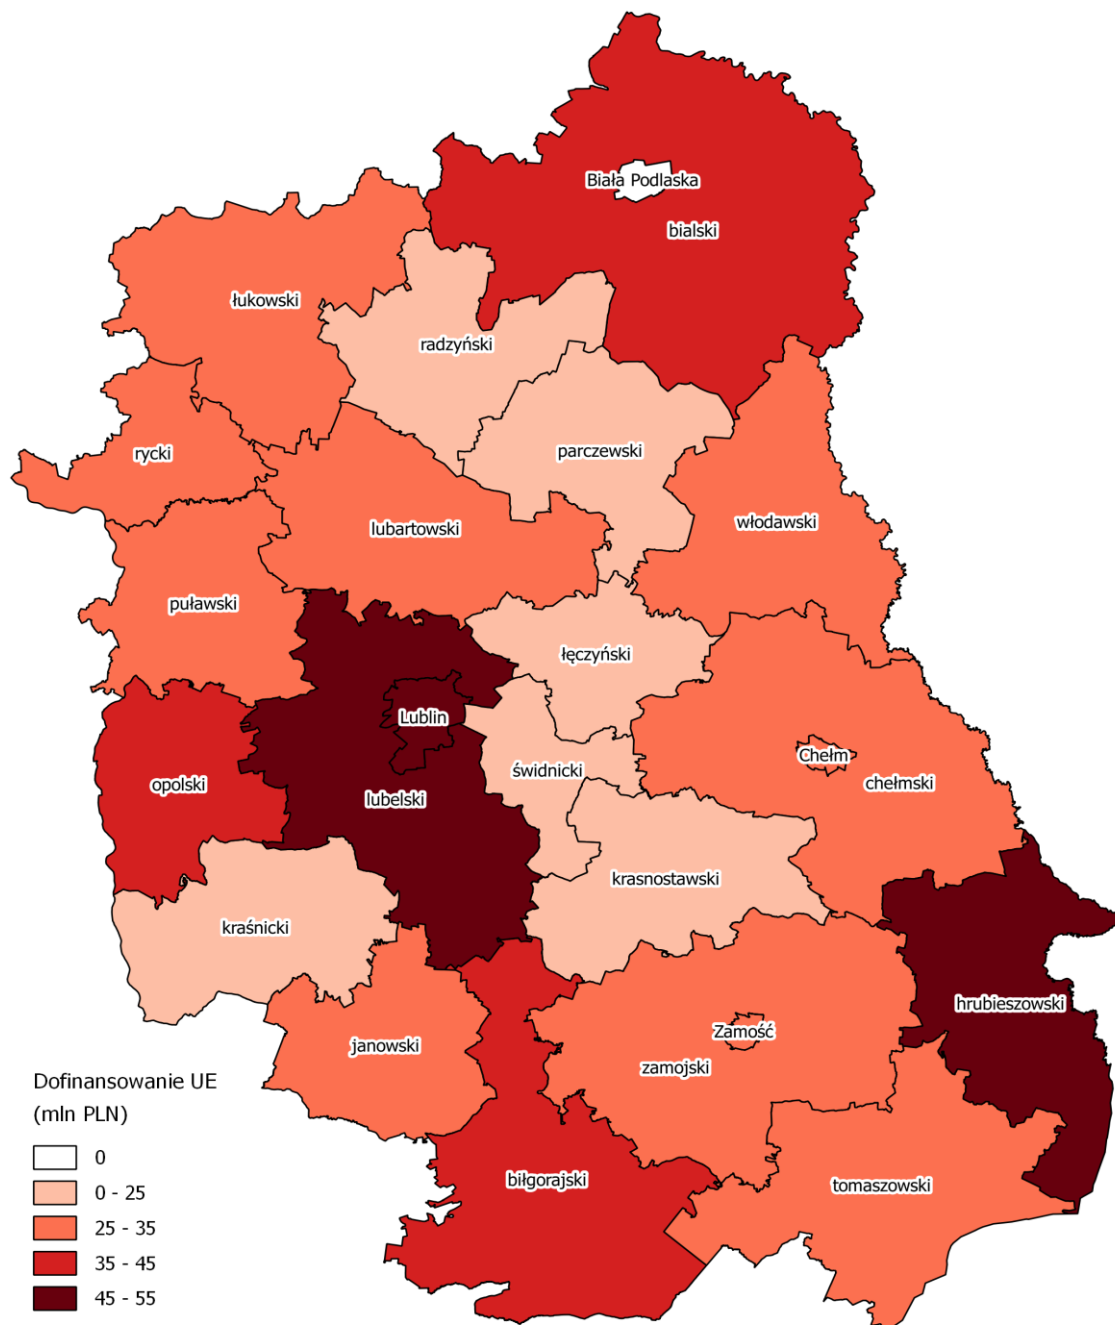 Biała Podlaska
bialski
łukowski
radzyński
rycki
parczewski
lubartowski
włodawski
puławski
łęczyński
Lublin
Chełm
opolski
świdnicki
chełmski
lubelski
krasnostawski
kraśnicki
hrubieszowski
Zamość
janowski
zamojski
biłgorajski
tomaszowski
Dofinansowanie UE
(mln PLN)
0
0 - 25
25 - 35
35 - 45
45 - 55